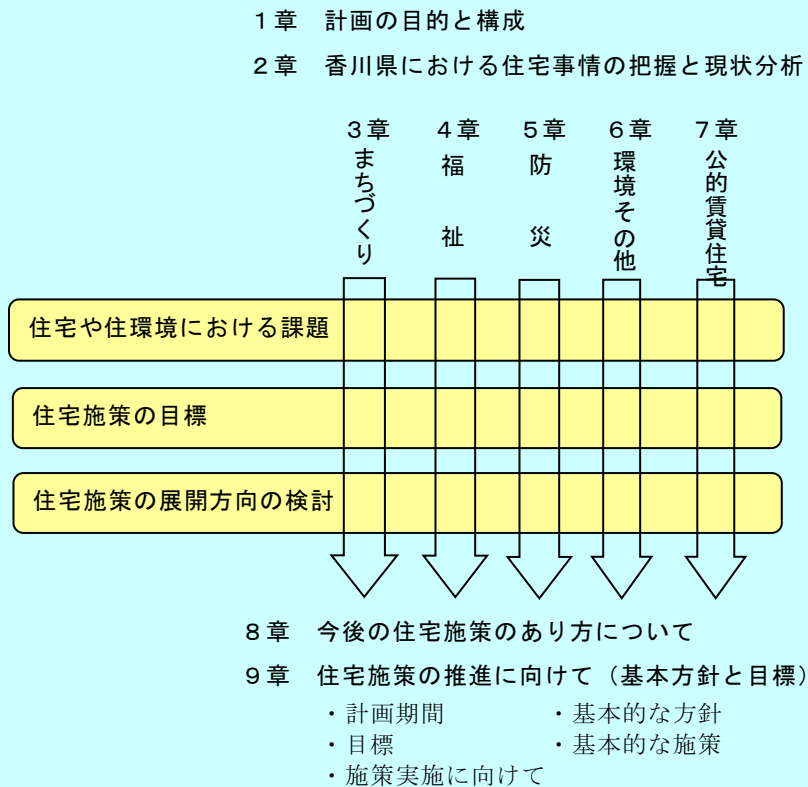 １章　計画の目的と構成
２章　香川県における住宅事情の把握と現状分析
３章　４章　５章　６章　７章
まちづくり
福祉
防災
環境その他
公的賃貸住宅
住宅や住環境における課題
住宅施策の目標
住宅施策の展開方向の検討
８章　今後の住宅施策のあり方について
９章　住宅施策の推進に向けて（基本方針と目標）
・計画期間　・基本的な方針
・目標　・基本的な施策
・施策実施に向けて